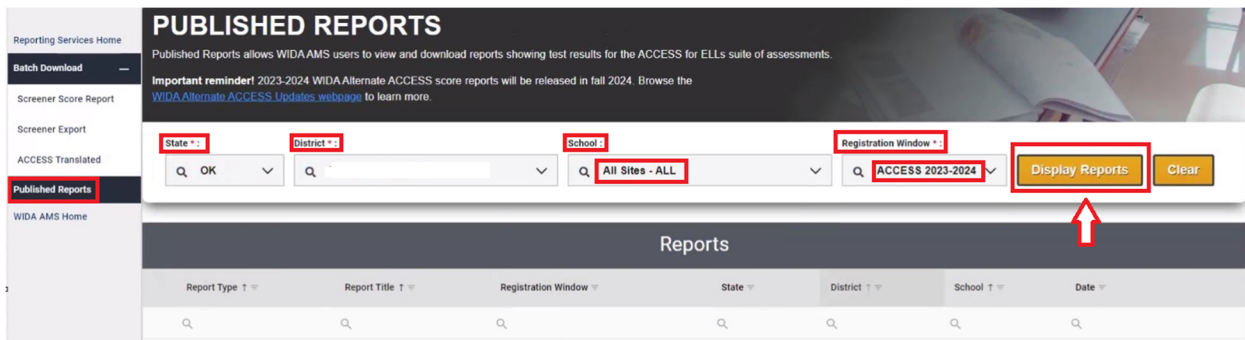 PUBLISHED REPORTS
Published Reports allows WIDA AMS users to view and download reports showing test results for the ACCESS for ELLs suite of assessments.
Important reminder! 2023-2024 WIDA Alternate ACCESS score reports will be released in fall 2024. Browse the
WIDA Alternate ACCESS Updates webpage to learn more.
Reporting Services Home
Batch Download —
Screener Score Report
Screener Export
ACCESS Translated
Published Reports
WIDA AMS Home
State * :
District * :
School :
Registration Window * :
OK
All Sites - ALL
ACCESS 2023-2024
Display Reports
Clear
Reports
Report Type ↑
Report Title ↑
Registration Window
State
District ↑
School ↑
Date